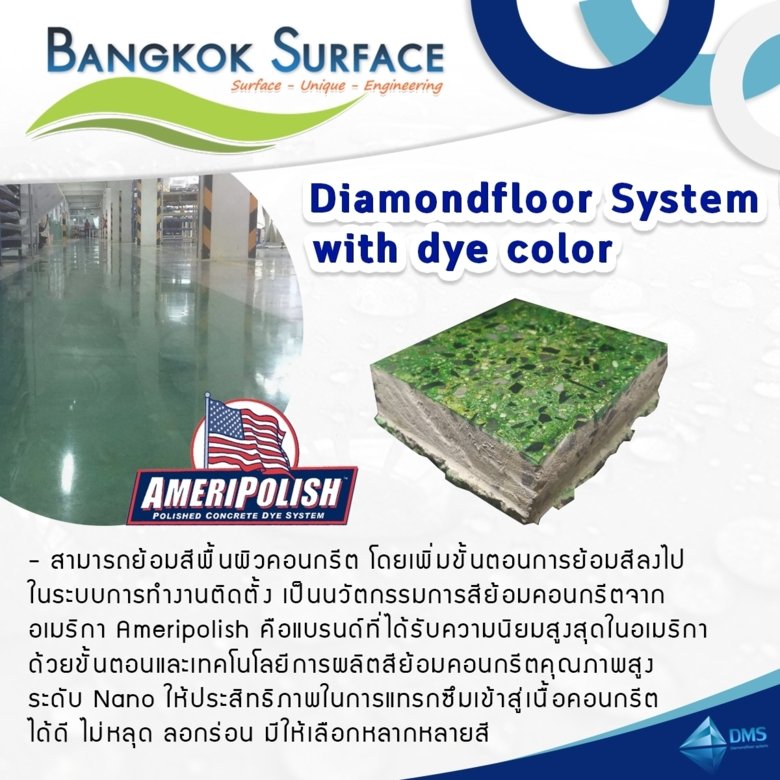 BANGKOK SURFACE
Surface - Unique - Engineering
Diamondfloor System
with dye color
AMERIPOLISH™
POLISHED CONCRETE DYE SYSTEM
- สามารถย้อมสีพื้นผิวคอนกรีต โดยเพิ่มขั้นตอนการย้อมสีลงไป
ในระบบการทำงานติดตั้ง เป็นนวัตกรรมการสีย้อมคอนกรีตจาก
อเมริกา Ameripolish คือแบรนด์ที่ได้รับความนิยมสูงสุดในอเมริกา
ด้วยขั้นตอนและเทคโนโลยีการผลิตสีย้อมคอนกรีตคุณภาพสูง
ระดับ Nano ให้ประสิทธิภาพในการแทรกซึมเข้าสู่เนื้อคอนกรีต
ได้ดี ไม่หลุด ลอกร่อน มีให้เลือกหลากหลายสี
DMS
Diamondfloor system